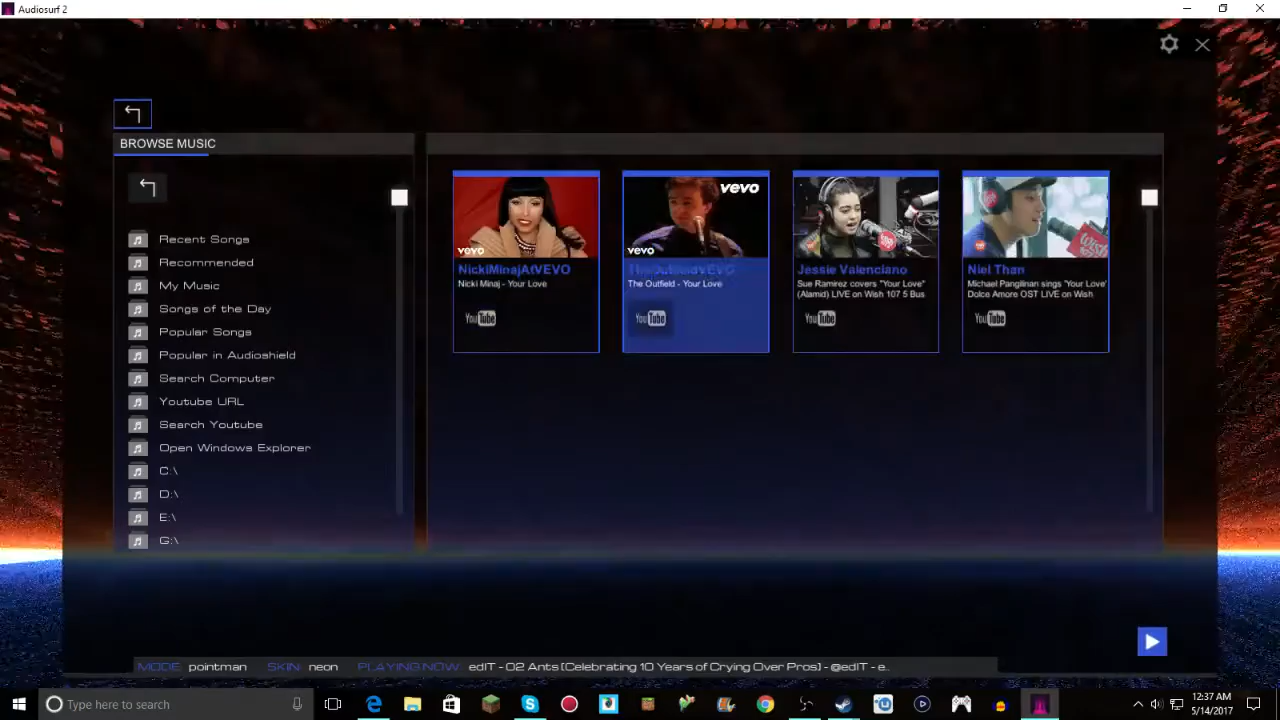 Audiosurf 2
BROWSE MUSIC
Recent Songs
Recommended
My Music
Songs of the Day
Popular Songs
Popular in Audioshield
Search Computer
Youtube URL
Search Youtube
Open Windows Explorer
C:\
D:\
E:\
G:\
vevo
NickiMinajAtVEVO
Nicki Minaj - Your Love
YouTube
vevo
vevo
TheOutfieldVEVO
The Outfield - Your Love
YouTube
Jessie Valenciano
Sue Ramirez covers "Your Love"
(Alamid) LIVE on Wish 107 5 Bus
YouTube
Wish
Niel Than
Michael Pangilinan sings "Your Love"
Dolce Amore OST LIVE on Wish
YouTube
MODE pointman SKIN neon PLAYING NOW edIT - 02 Ants [Celebrating 10 Years of Crying Over Pros] - @edIT - e..
Type here to search
12:37 AM
5/14/2017